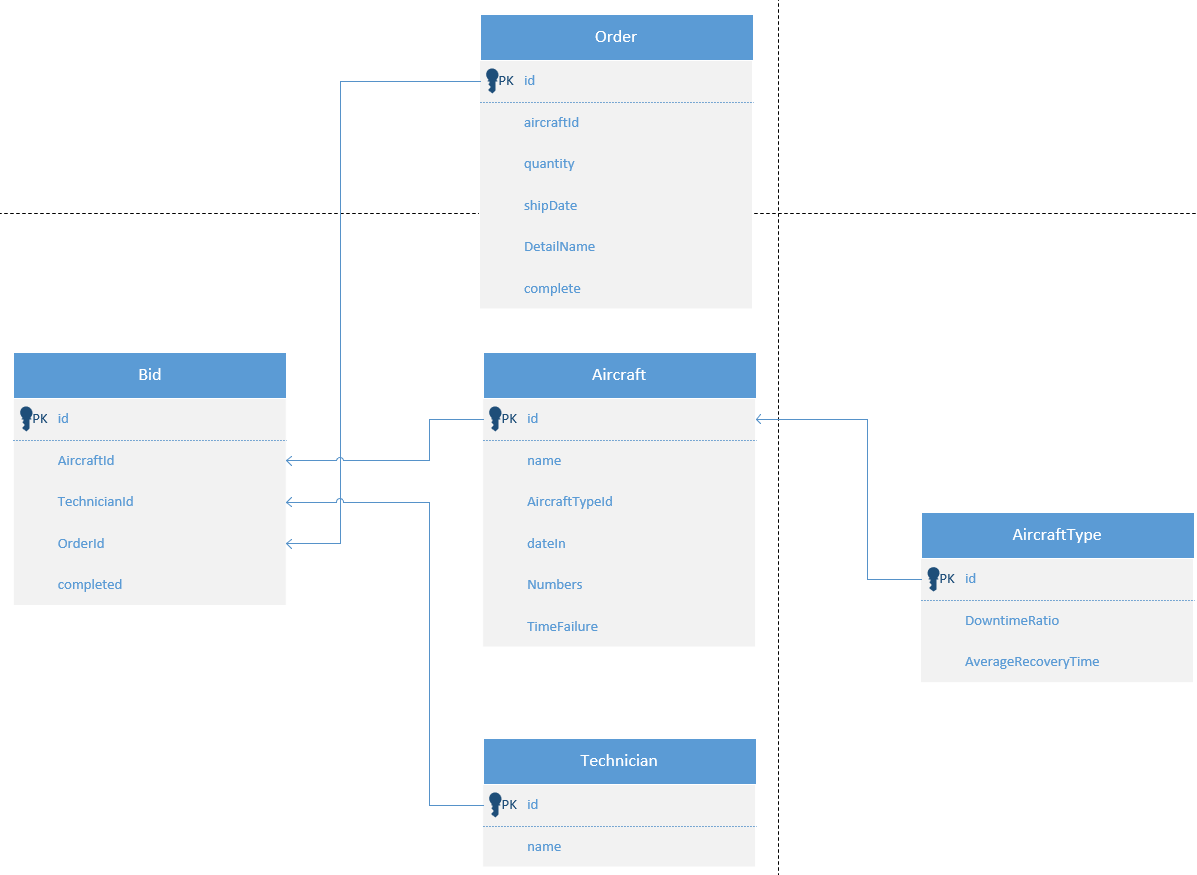 Order
PK id
aircraftId
quantity
shipDate
DetailName
complete
Bid
PK id
AircraftId
TechnicianId
OrderId
completed
Aircraft
PK id
name
AircraftTypeId
dateIn
Numbers
TimeFailure
AircraftType
PK id
DowntimeRatio
AverageRecoveryTime
Technician
PK id
name